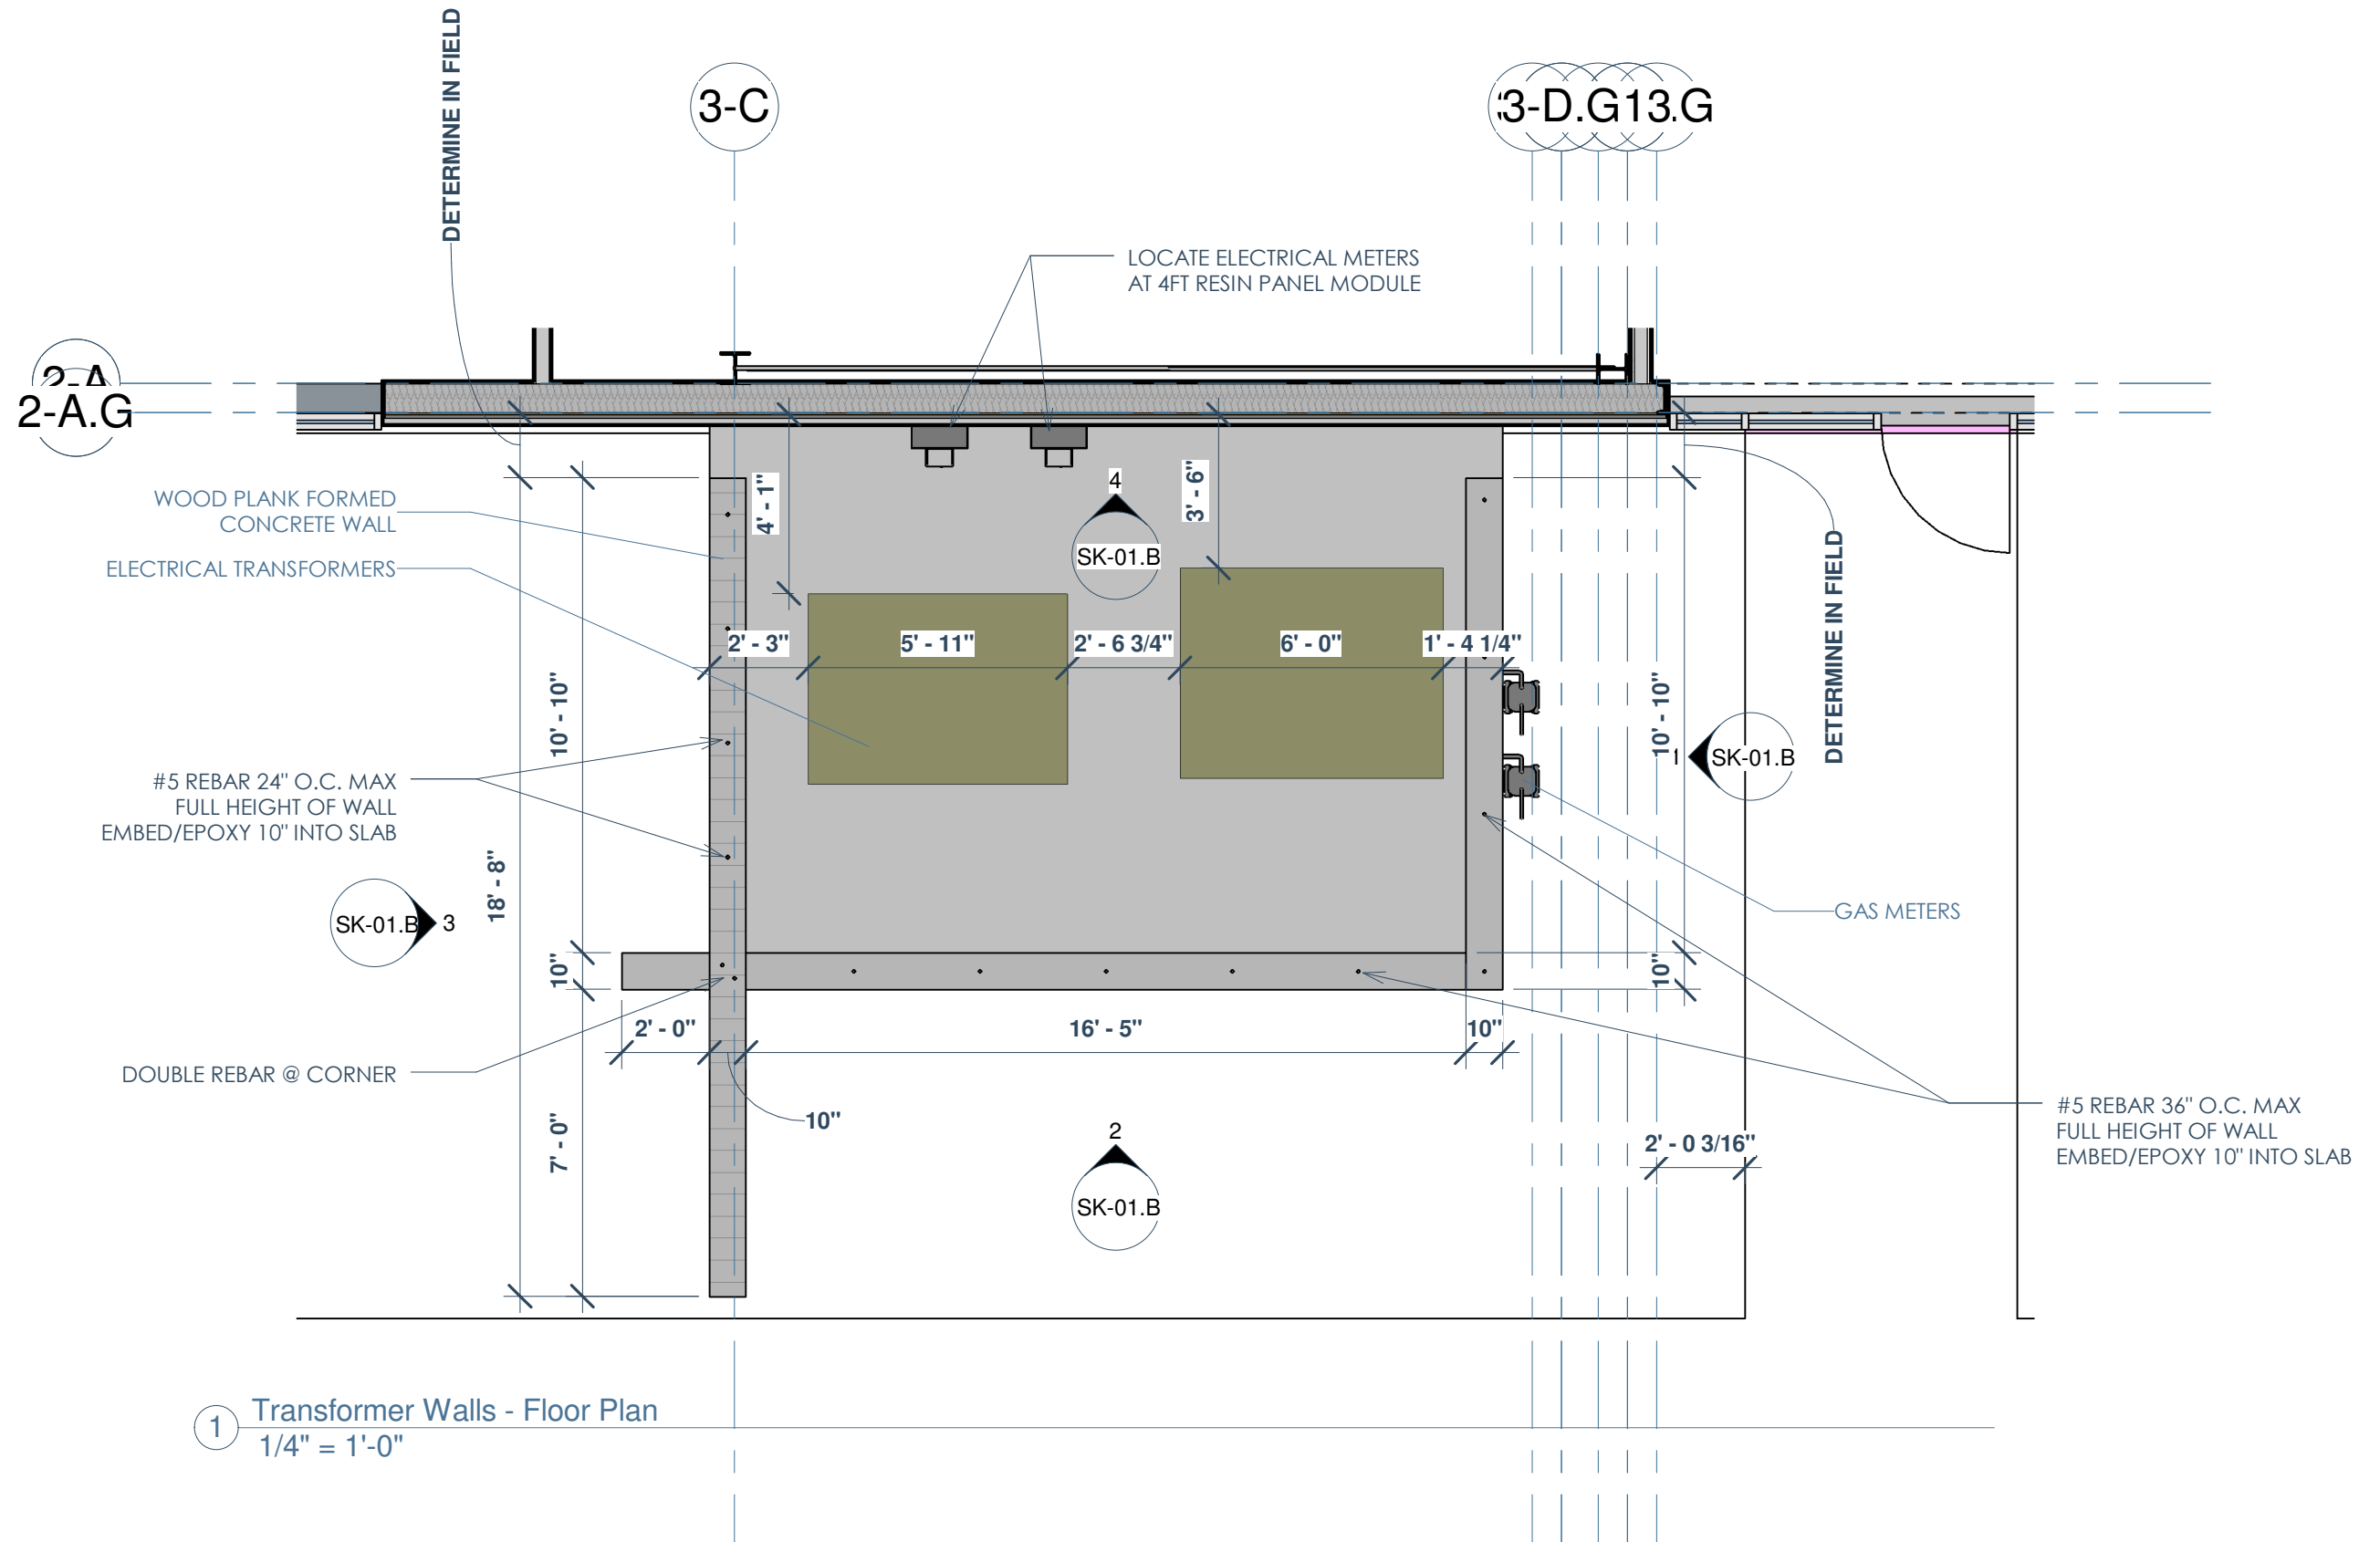 DETERMINE IN FIELD
3-C
3-D.G13.G
LOCATE ELECTRICAL METERS
AT 4FT RESIN PANEL MODULE
2-A
2-A.G
WOOD PLANK FORMED
CONCRETE WALL
ELECTRICAL TRANSFORMERS
4' - 1"
3' - 6"
4
SK-01.B
2' - 3"
5' - 11"
2' - 6 3/4"
6' - 0"
1' - 4 1/4"
10' - 10"
10' - 10"
DETERMINE IN FIELD
1
SK-01.B
#5 REBAR 24" O.C. MAX
FULL HEIGHT OF WALL
EMBED/EPOXY 10" INTO SLAB
18' - 8"
SK-01.B
3
GAS METERS
10"
10"
2' - 0"
16' - 5"
10"
DOUBLE REBAR @ CORNER
10"
7' - 0"
2
SK-01.B
2' - 0 3/16"
#5 REBAR 36" O.C. MAX
FULL HEIGHT OF WALL
EMBED/EPOXY 10" INTO SLAB
1
Transformer Walls - Floor Plan
1/4" = 1'-0"